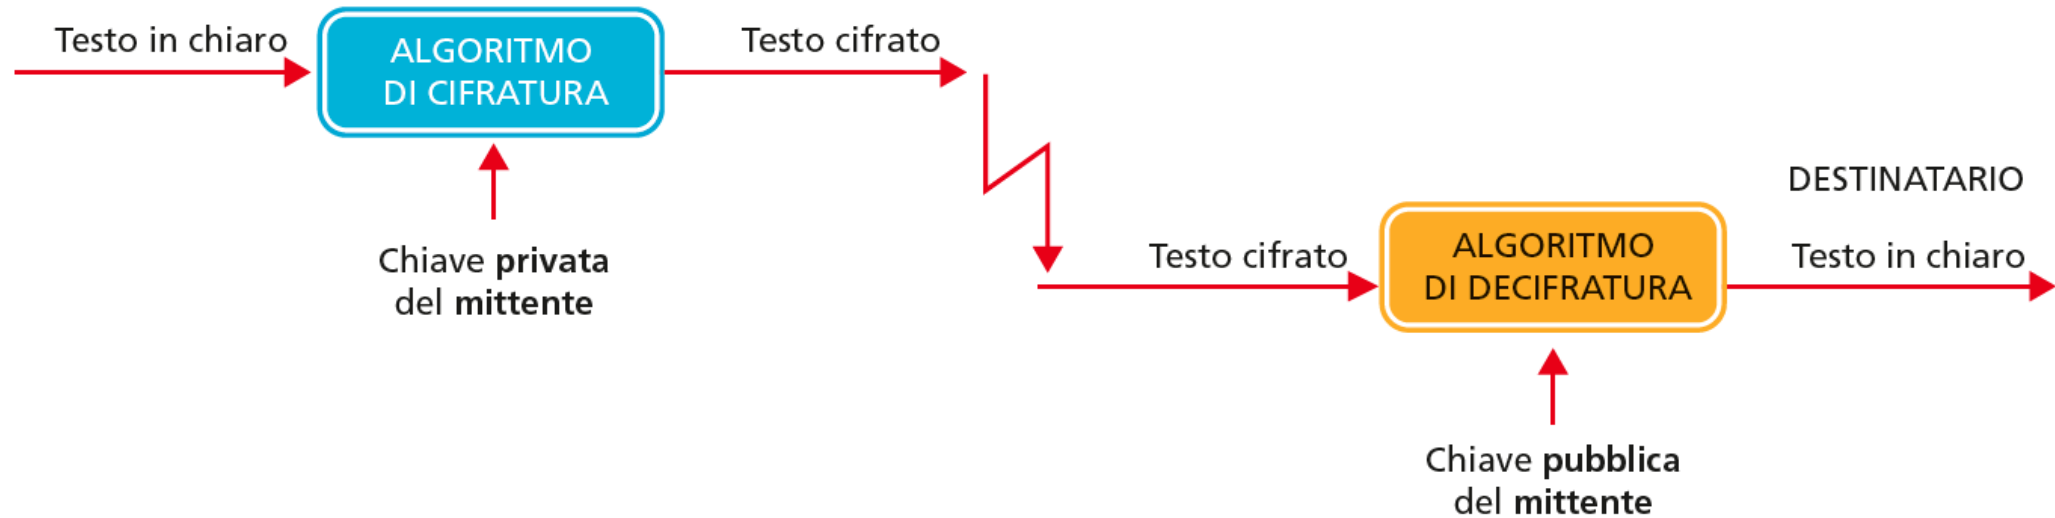 Testo in chiaro
ALGORITMO
DI CIFRATURA
Testo cifrato
Chiave privata
del mittente
DESTINATARIO
Testo cifrato
ALGORITMO
DI DECIFRATURA
Testo in chiaro
Chiave pubblica
del mittente